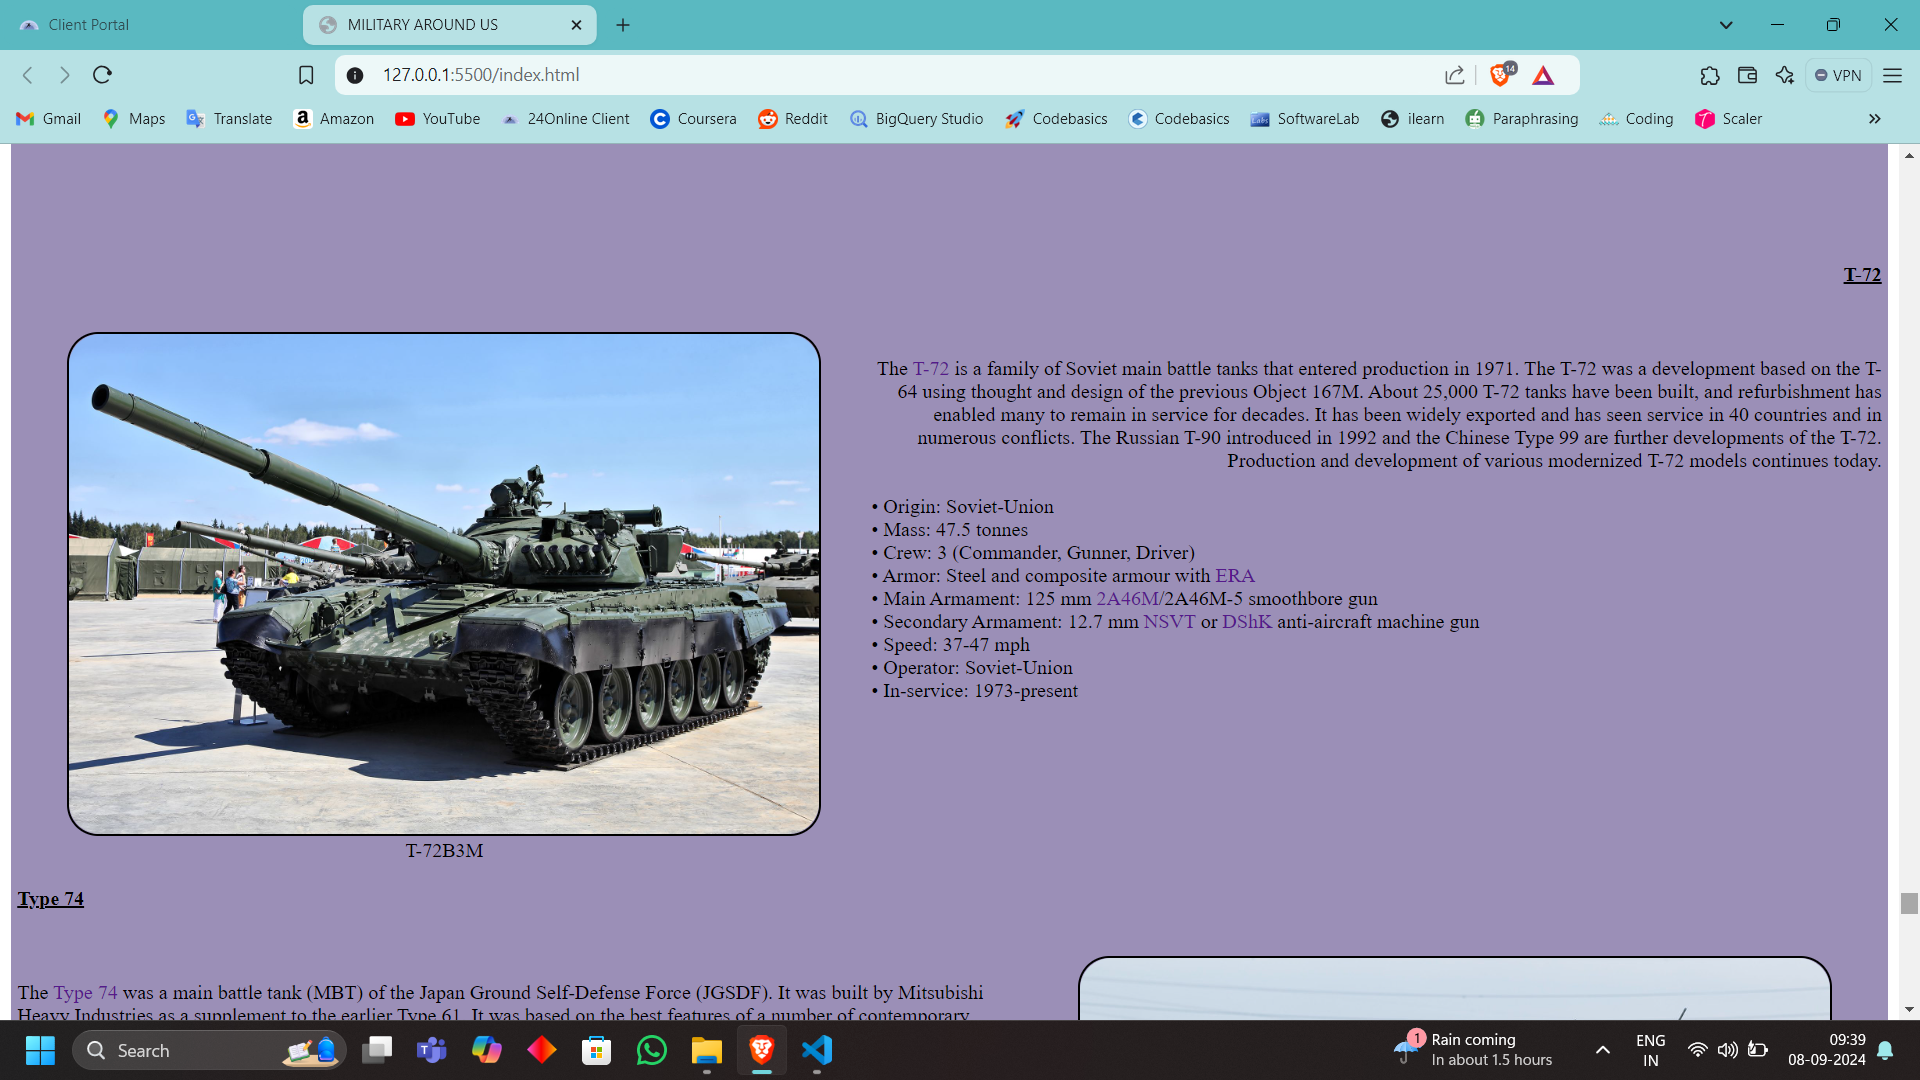 Client Portal
MILITARY AROUND US
127.0.0.1:5500/index.html
14
VPN
Gmail
Maps
Translate
Amazon
YouTube
24Online Client
Coursera
Reddit
BigQuery Studio
Codebasics
Codebasics
SoftwareLab
ilearn
Paraphrasing
Coding
Scaler
T-72
The T-72 is a family of Soviet main battle tanks that entered production in 1971. The T-72 was a development based on the T-
64 using thought and design of the previous Object 167M. About 25,000 T-72 tanks have been built, and refurbishment has
enabled many to remain in service for decades. It has been widely exported and has seen service in 40 countries and in
numerous conflicts. The Russian T-90 introduced in 1992 and the Chinese Type 99 are further developments of the T-72.
Production and development of various modernized T-72 models continues today.
• Origin: Soviet-Union
• Mass: 47.5 tonnes
• Crew: 3 (Commander, Gunner, Driver)
• Armor: Steel and composite armour with ERA
• Main Armament: 125 mm 2A46M/2A46M-5 smoothbore gun
• Secondary Armament: 12.7 mm NSVT or DShK anti-aircraft machine gun
• Speed: 37-47 mph
• Operator: Soviet-Union
• In-service: 1973-present
T-72B3M
Type 74
The Type 74 was a main battle tank (MBT) of the Japan Ground Self-Defense Force (JGSDF). It was built by Mitsubishi
Heavy Industries as a supplement to the earlier Type 61. It was based on the best features of a number of contemporary
Search
1
Rain coming
In about 1.5 hours
ENG
IN
09:39
08-09-2024